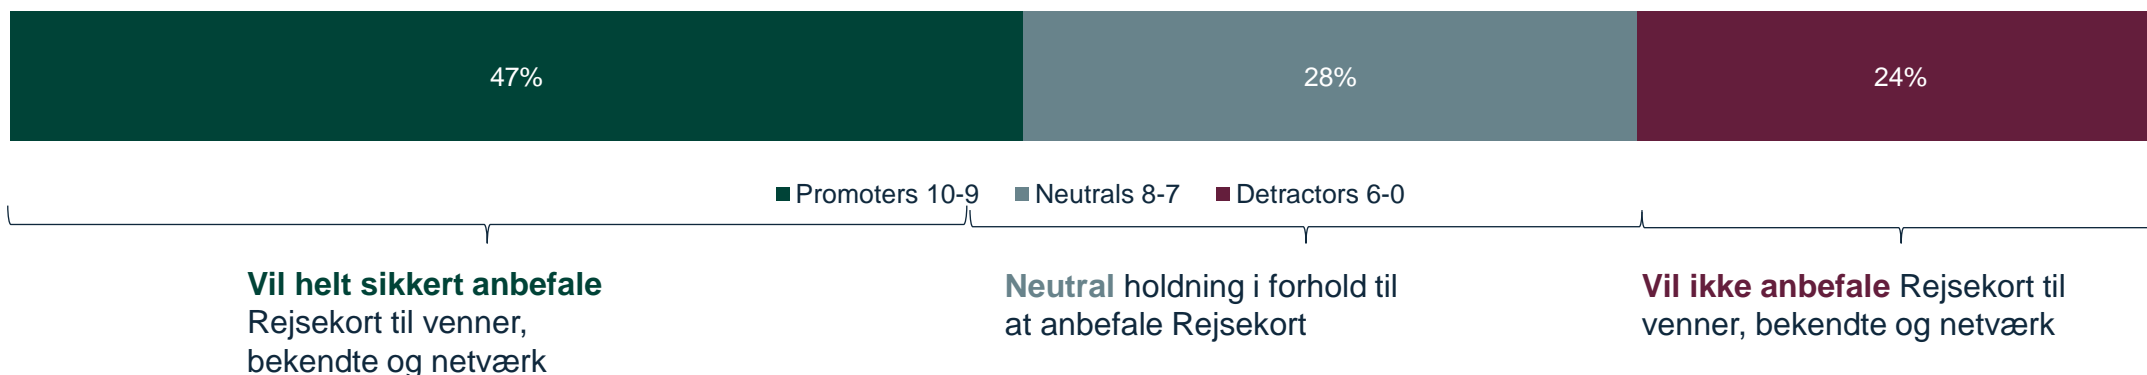 47%
28%
24%
Promoters 10-9
Neutrals 8-7
Detractors 6-0
Vil helt sikkert anbefale
Rejsekort til venner,
bekendte og netværk
Neutral holdning i forhold til
at anbefale Rejsekort
Vil ikke anbefale Rejsekort til
venner, bekendte og netværk